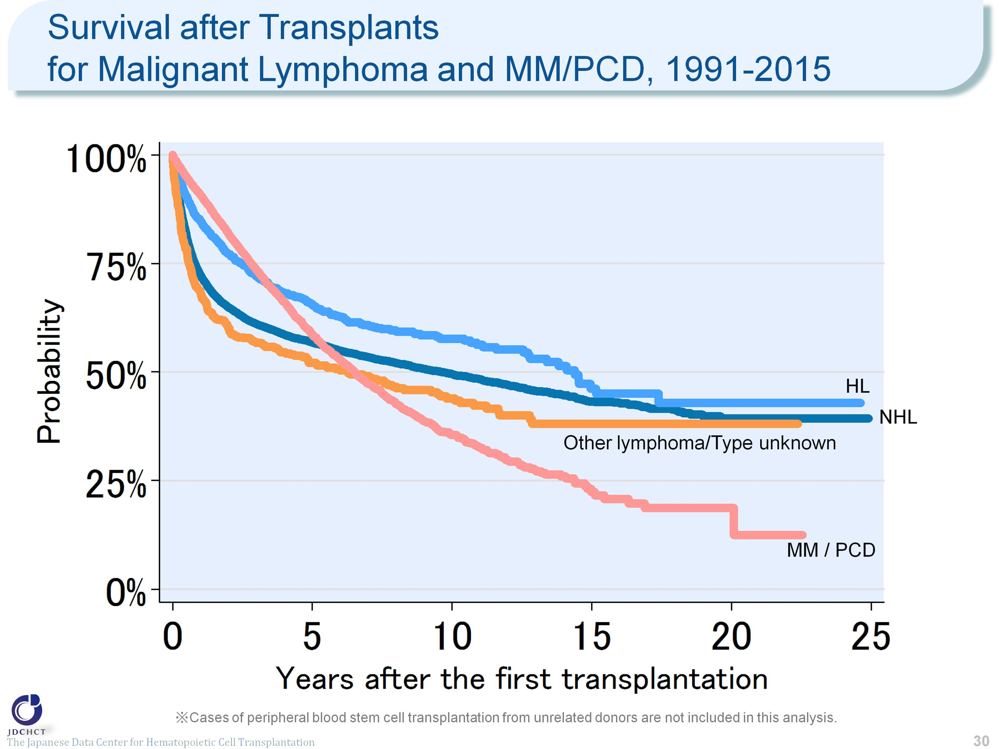 Survival after Transplants
for Malignant Lymphoma and MM/PCD, 1991-2015
100%
75%
50%
25%
0%
Probability
HL
NHL
Other lymphoma/Type unknown
MM / PCD
0 5 10 15 20 25
Years after the first transplantation
※Cases of peripheral blood stem cell transplantation from unrelated donors are not included in this analysis.
JDCHCT
The Japanese Data Center for Hematopoietic Cell Transplantation
30